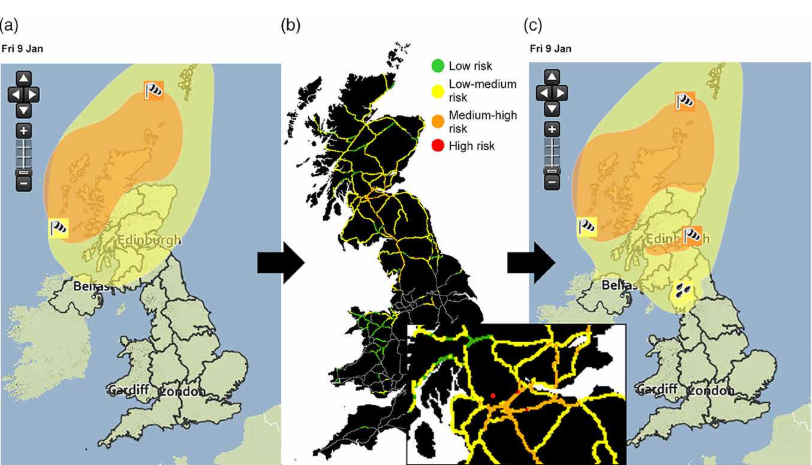 (a)
Fri 9 Jan
Edinburgh
Belfast
Cardiff London
(b)
Low risk
Low-medium
risk
Medium-high
risk
High risk
(c)
Fri 9 Jan
Edinburgh
Belfast
Cardiff London